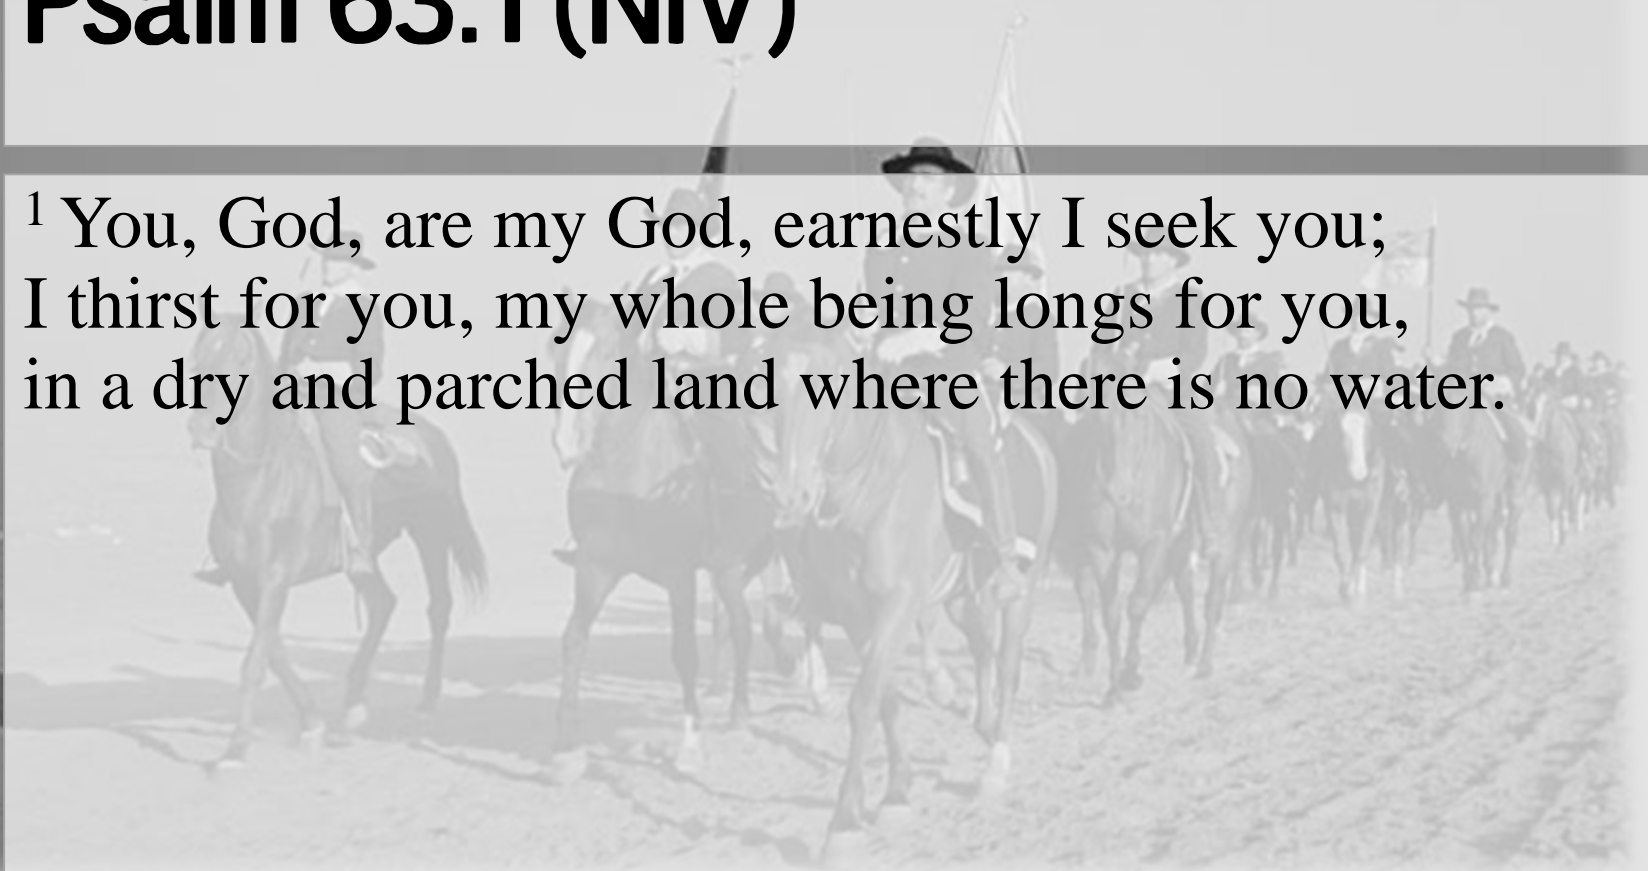 Psalm 63:1 (NIV)
1 You, God, are my God, earnestly I seek you;
I thirst for you, my whole being longs for you,
in a dry and parched land where there is no water.